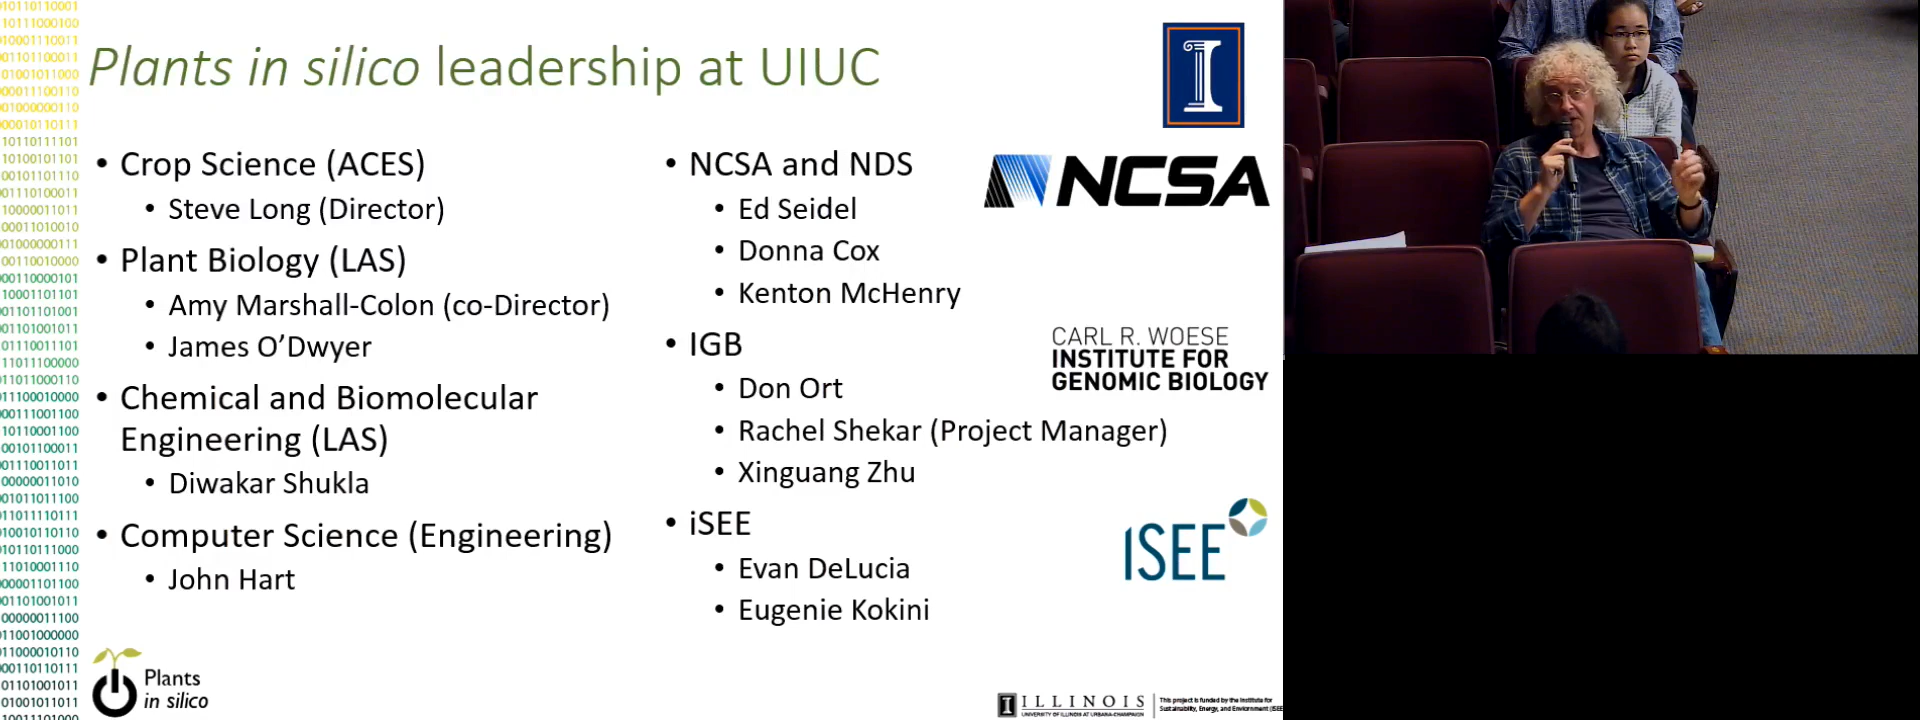 Plants in silico leadership at UIUC
• Crop Science (ACES)
• Steve Long (Director)
• Plant Biology (LAS)
• Amy Marshall-Colon (co-Director)
• James O’Dwyer
• Chemical and Biomolecular
Engineering (LAS)
• Diwakar Shukla
• Computer Science (Engineering)
• John Hart
• NCSA and NDS
• Ed Seidel
• Donna Cox
• Kenton McHenry
• IGB
• Don Ort
• Rachel Shekar (Project Manager)
• Xinguang Zhu
• iSEE
• Evan DeLucia
• Eugenie Kokini
I
NCSA
CARL R. WOESE
INSTITUTE FOR
GENOMIC BIOLOGY
iSEE
Plants
in silico
I ILLINOIS
UNIVERSITY OF ILLINOIS AT URBANA-CHAMPAIGN
This project is funded by the Institute for
Sustainability, Energy, and Environment (iSEE